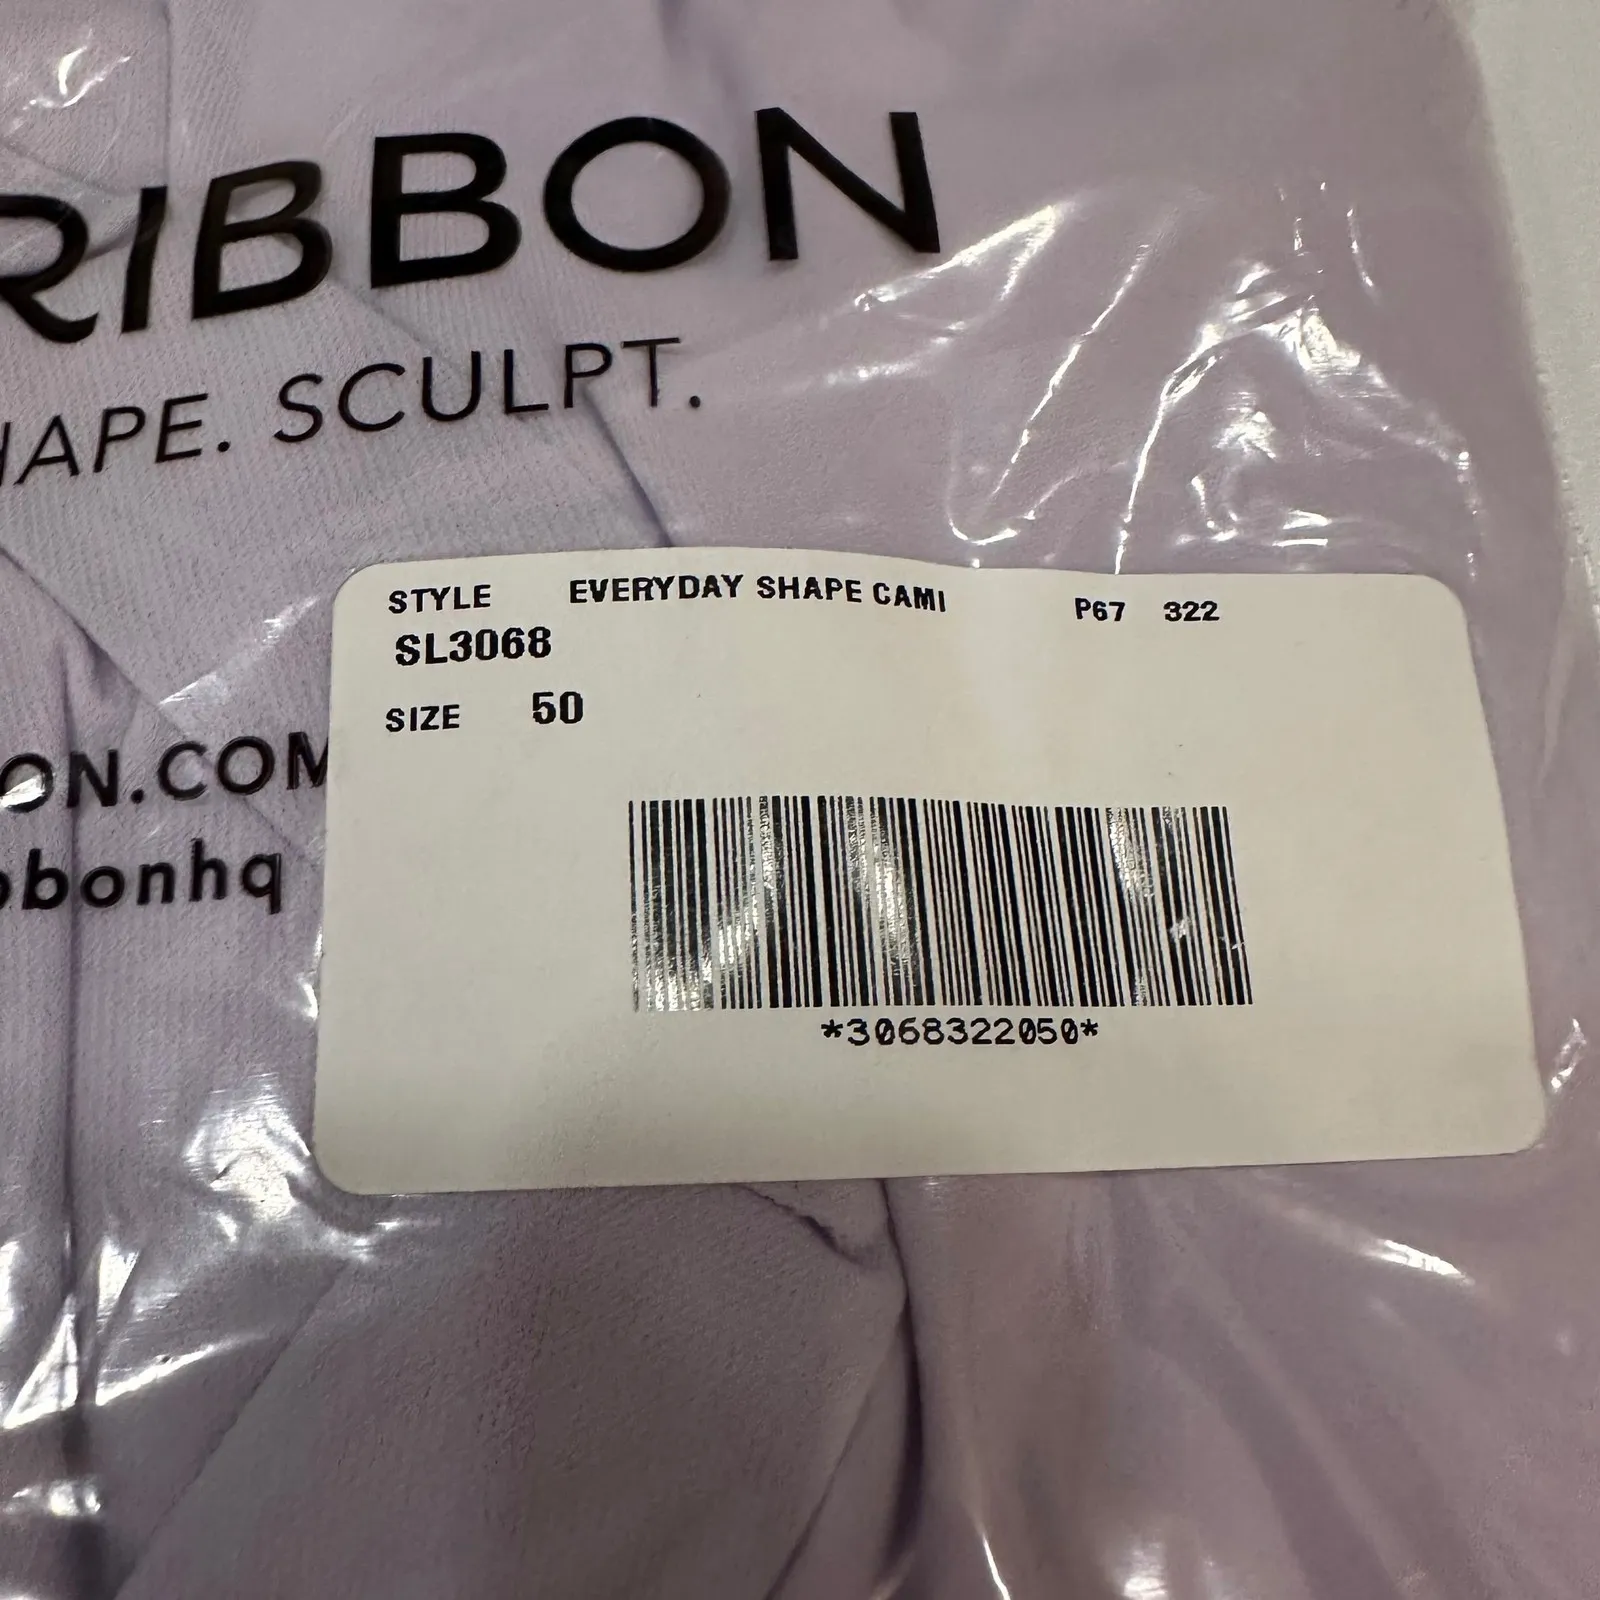 RIBBON
HAPE. SCULPT.
ON.COM
bonhq
STYLE EVERYDAY SHAPE CAMI P67 322
SL3068
SIZE 50
*3068322050*